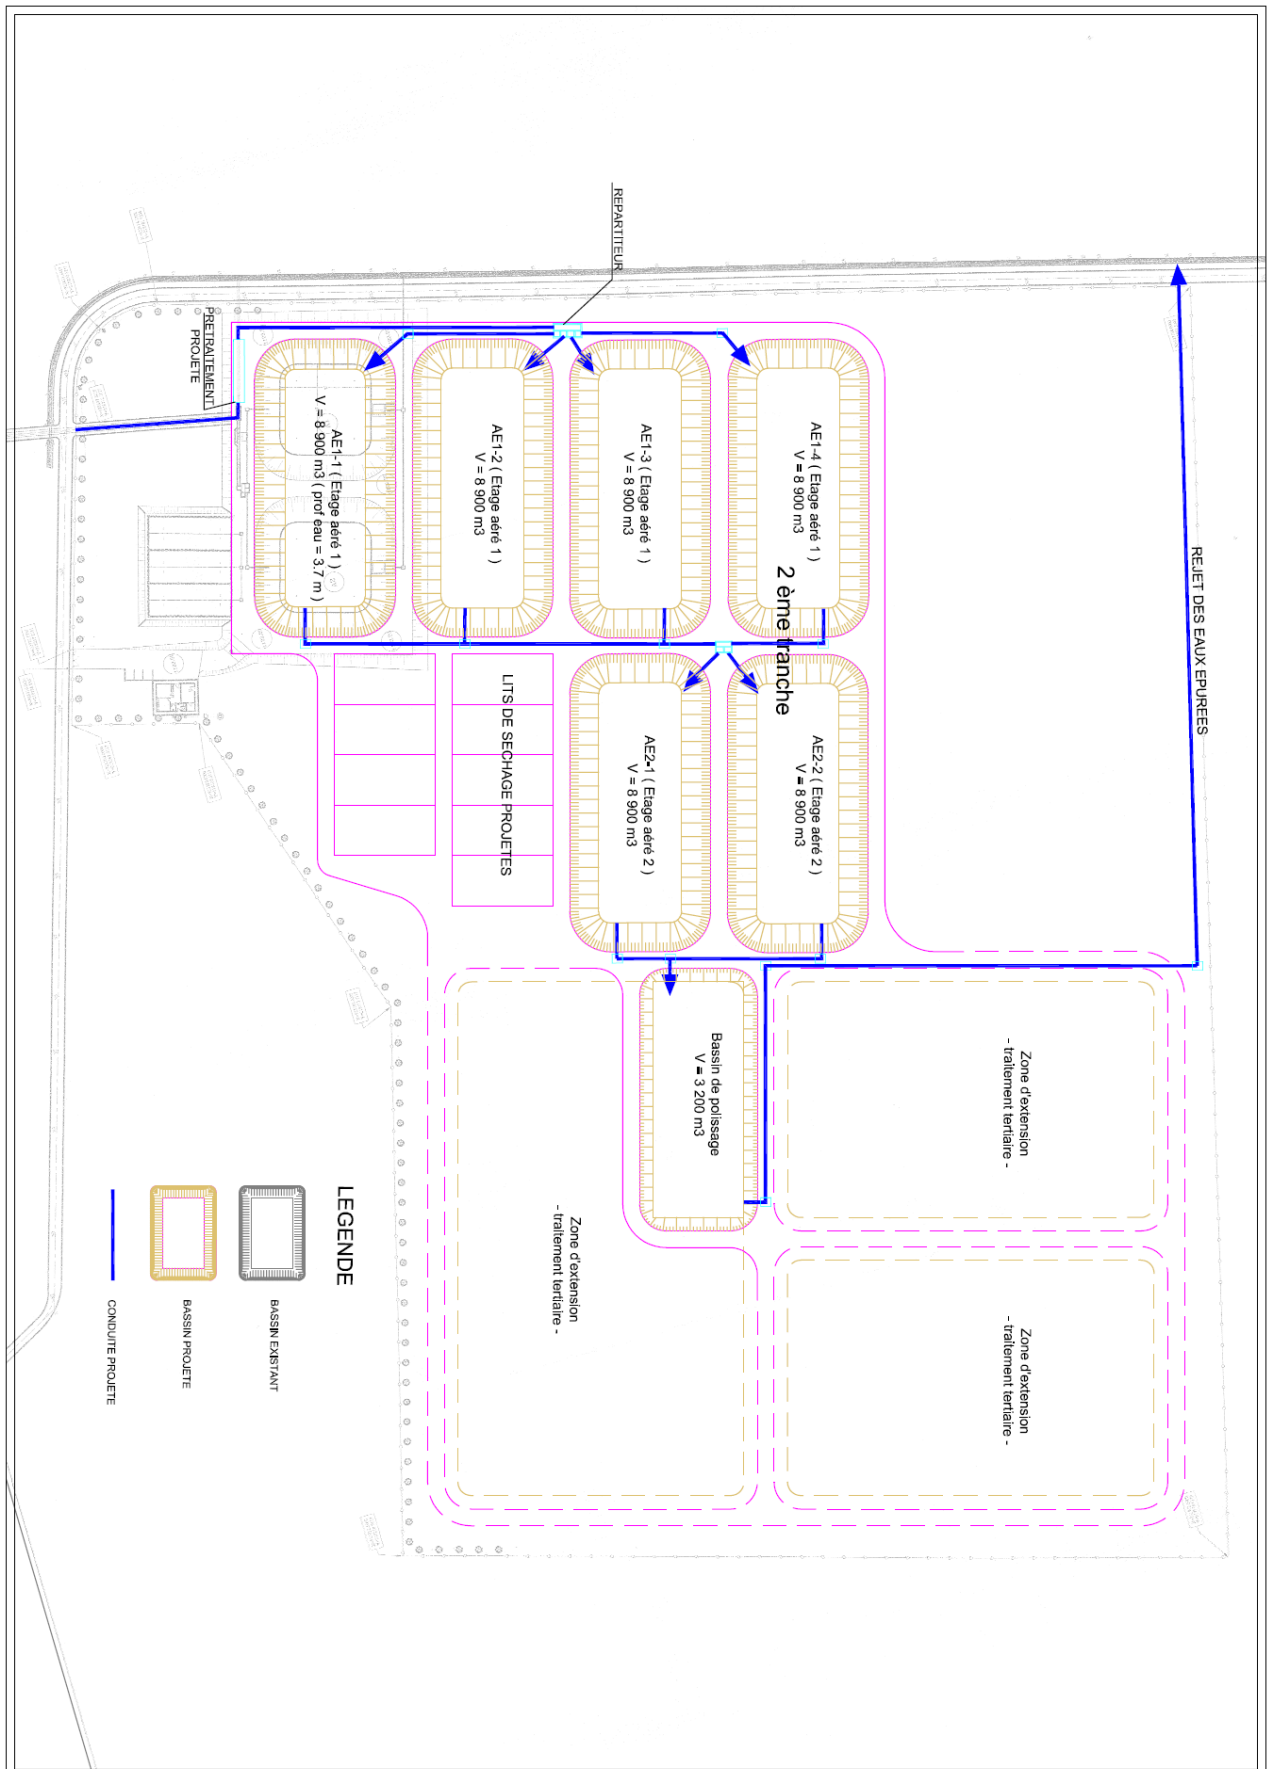 REPARTITEUR
REJET DES EAUX EPUREES
PRETRAITEMENT
PROJETE
AE1-4 ( Etage aéré 1 )
V = 8 900 m3
AE1-3 ( Etage aéré 1 )
V = 8 900 m3
AE1-2 ( Etage aéré 1 )
V = 8 900 m3
AE1-1 ( Etage aéré 1 )
V = 8 900 m3 ( prof eau = 3.7 m )
2 ème tranche
AE2-2 ( Etage aéré 2 )
V = 8 900 m3
AE2-1 ( Etage aéré 2 )
V = 8 900 m3
LITS DE SECHAGE PROJETES
Bassin de polissage
V = 3 200 m3
Zone d'extension
- traitement tertiaire -
Zone d'extension
- traitement tertiaire -
Zone d'extension
- traitement tertiaire -
LEGENDE
BASSIN EXISTANT
BASSIN PROJETE
CONDUITE PROJETE